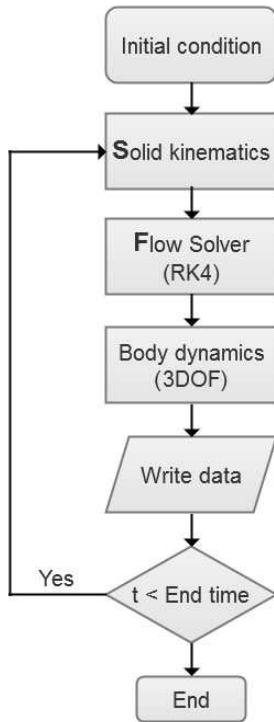 Initial condition
Solid kinematics
Flow Solver
(RK4)
Body dynamics
(3DOF)
Write data
Yes
t < End time
End